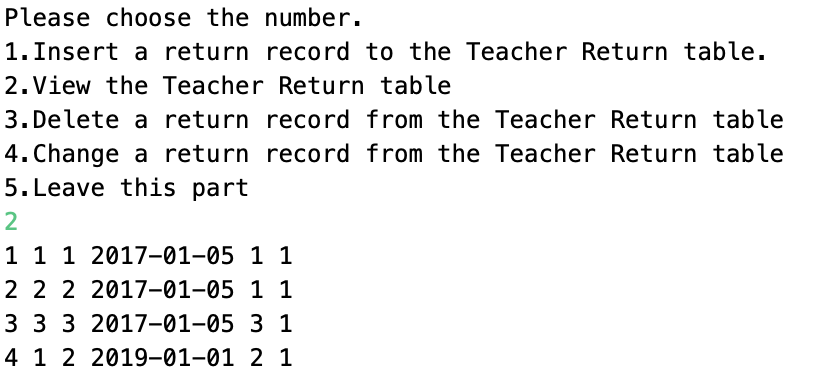 Please choose the number.
1.Insert a return record to the Teacher Return table.
2.View the Teacher Return table
3.Delete a return record from the Teacher Return table
4.Change a return record from the Teacher Return table
5.Leave this part
2
1 1 1 2017-01-05 1 1
2 2 2 2017-01-05 1 1
3 3 3 2017-01-05 3 1
4 1 2 2019-01-01 2 1